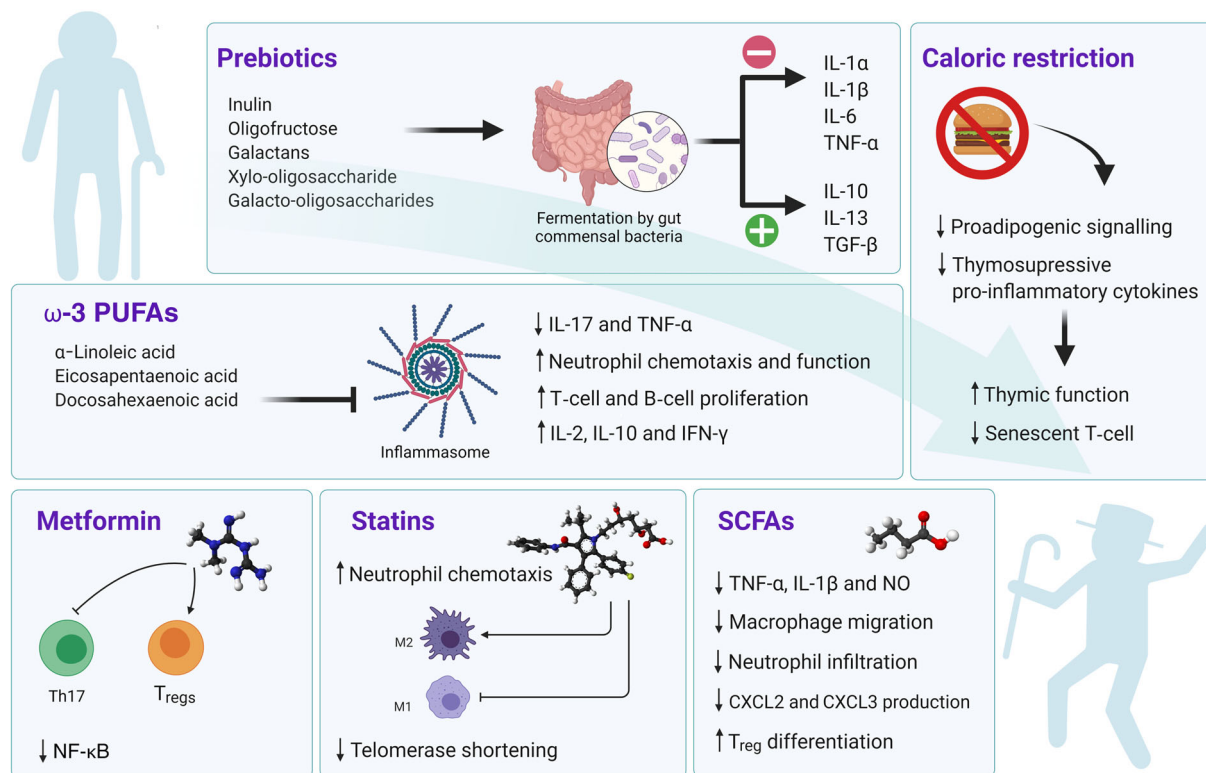 Prebiotics
Inulin
Oligofructose
Galactans
Xylo-oligosaccharide
Galacto-oligosaccharides
Fermentation by gut
commensal bacteria
IL-1α
IL-1β
IL-6
TNF-α
IL-10
IL-13
TGF-β
Caloric restriction
↓ Proadipogenic signalling
↓ Thymosupressive
pro-inflammatory cytokines
↑ Thymic function
↓ Senescent T-cell
ω-3 PUFAs
α-Linoleic acid
Eicosapentaenoic acid
Docosahexaenoic acid
Inflammasome
↓ IL-17 and TNF-α
↑ Neutrophil chemotaxis and function
↑ T-cell and B-cell proliferation
↑ IL-2, IL-10 and IFN-γ
Metformin
Th17
Tregs
↓ NF-κB
Statins
↑ Neutrophil chemotaxis
M2
M1
↓ Telomerase shortening
SCFAs
↓ TNF-α, IL-1β and NO
↓ Macrophage migration
↓ Neutrophil infiltration
↓ CXCL2 and CXCL3 production
↑ Treg differentiation